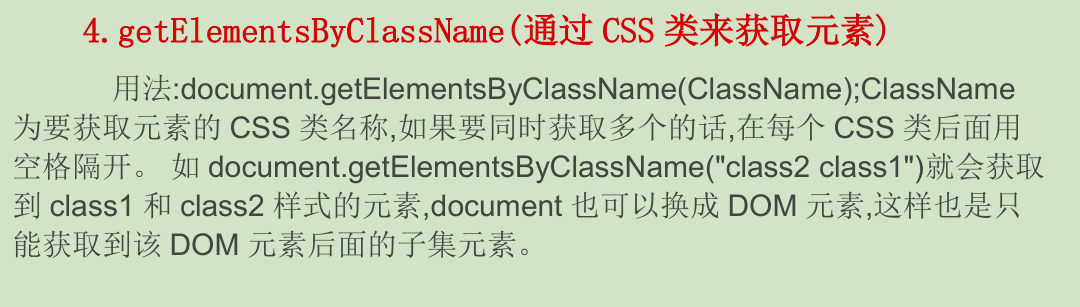 4.getElementsByClassName(通过 CSS 类来获取元素)
用法:document.getElementsByClassName(ClassName);ClassName
为要获取元素的 CSS 类名称,如果要同时获取多个的话,在每个 CSS 类后面用
空格隔开。 如 document.getElementsByClassName("class2 class1")就会获取
到 class1 和 class2 样式的元素,document 也可以换成 DOM 元素,这样也是只
能获取到该 DOM 元素后面的子集元素。